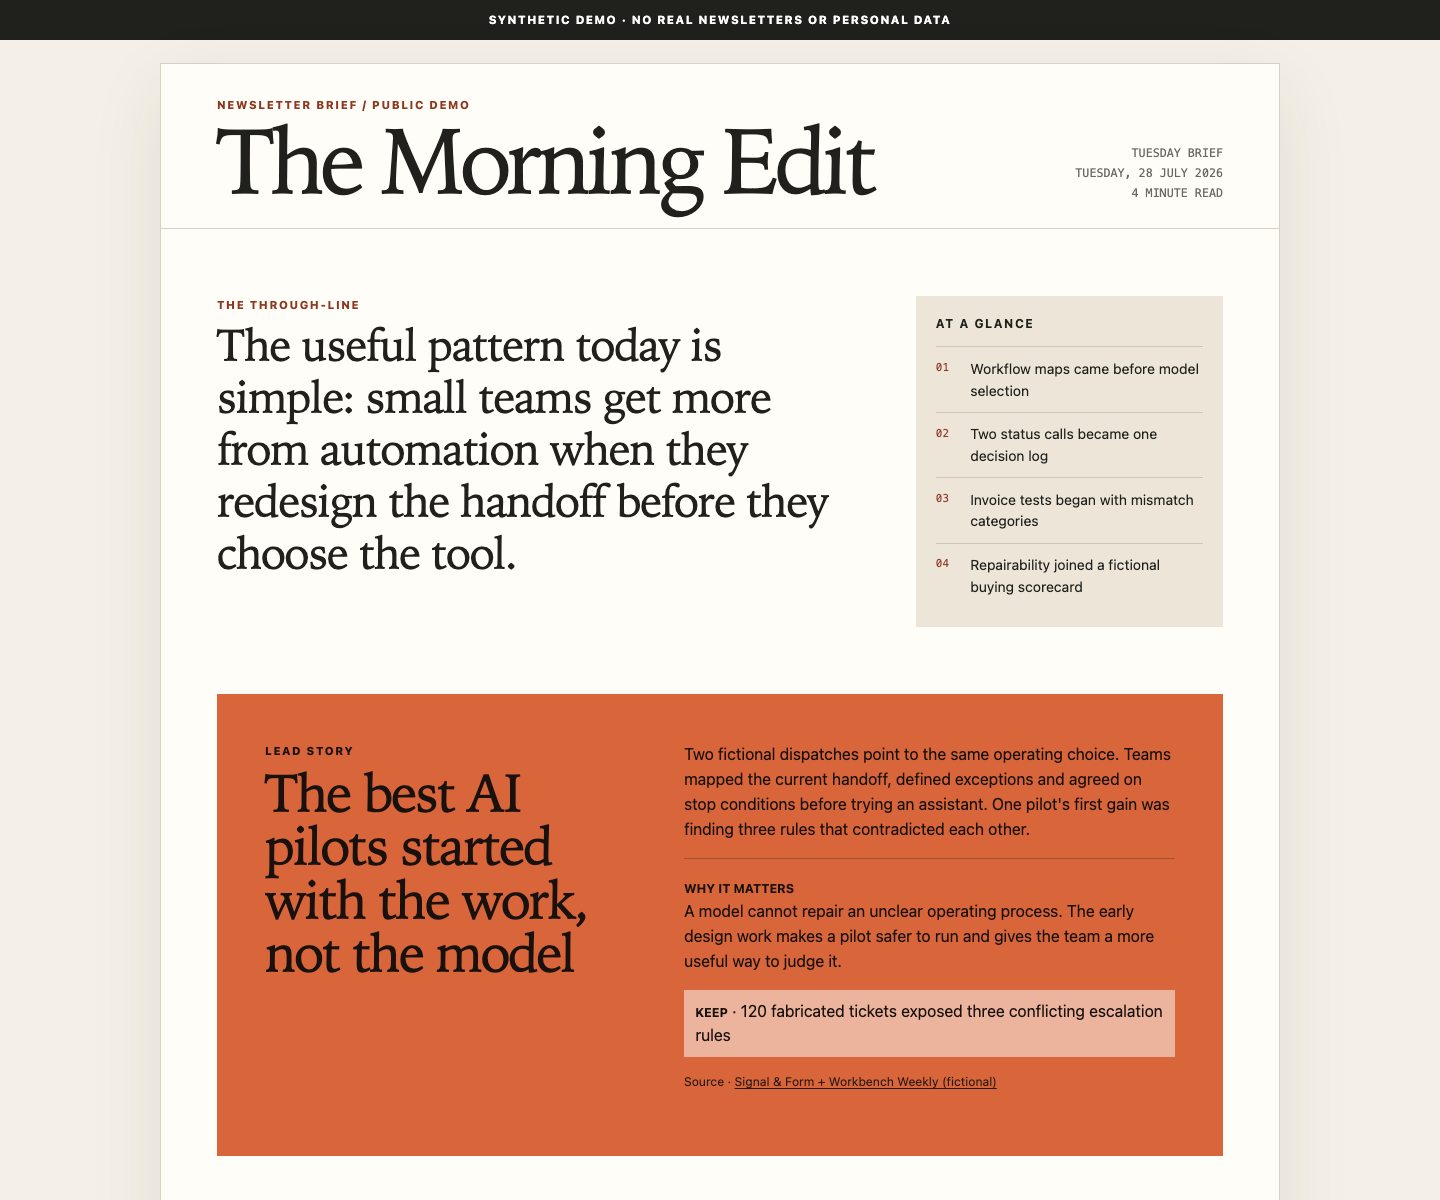 SYNTHETIC DEMO · NO REAL NEWSLETTERS OR PERSONAL DATA
NEWSLETTER BRIEF / PUBLIC DEMO
The Morning Edit
TUESDAY BRIEF
TUESDAY, 28 JULY 2026
4 MINUTE READ
THE THROUGH-LINE
The useful pattern today is
simple: small teams get more
from automation when they
redesign the handoff before they
choose the tool.
AT A GLANCE
01 Workflow maps came before model
selection
02 Two status calls became one
decision log
03 Invoice tests began with mismatch
categories
04 Repairability joined a fictional
buying scorecard
LEAD STORY
The best AI
pilots started
with the work,
not the model
Two fictional dispatches point to the same operating choice. Teams
mapped the current handoff, defined exceptions and agreed on
stop conditions before trying an assistant. One pilot's first gain was
finding three rules that contradicted each other.
WHY IT MATTERS
A model cannot repair an unclear operating process. The early
design work makes a pilot safer to run and gives the team a more
useful way to judge it.
KEEP · 120 fabricated tickets exposed three conflicting escalation
rules
Source · Signal & Form + Workbench Weekly (fictional)